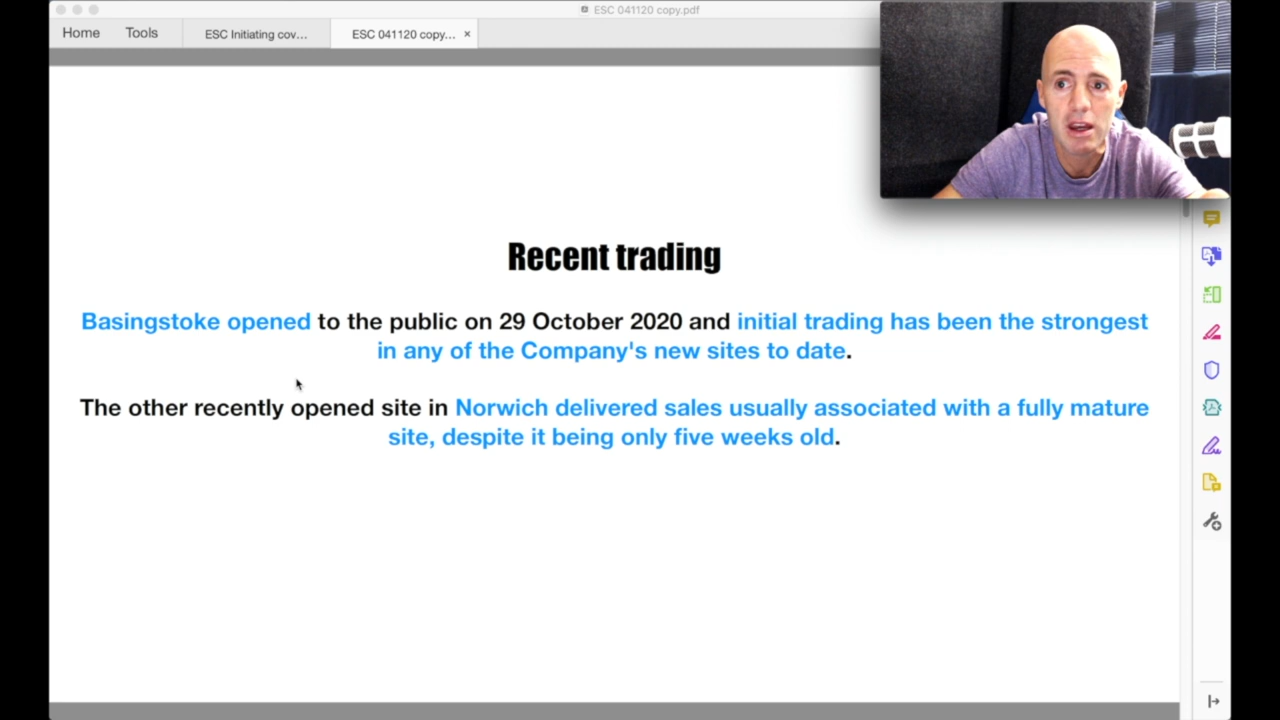 ESC 041120 copy.pdf
Home Tools ESC Initiating cov... ESC 041120 copy... ×
Recent trading
Basingstoke opened to the public on 29 October 2020 and initial trading has been the strongest
in any of the Company's new sites to date.
The other recently opened site in Norwich delivered sales usually associated with a fully mature
site, despite it being only five weeks old.